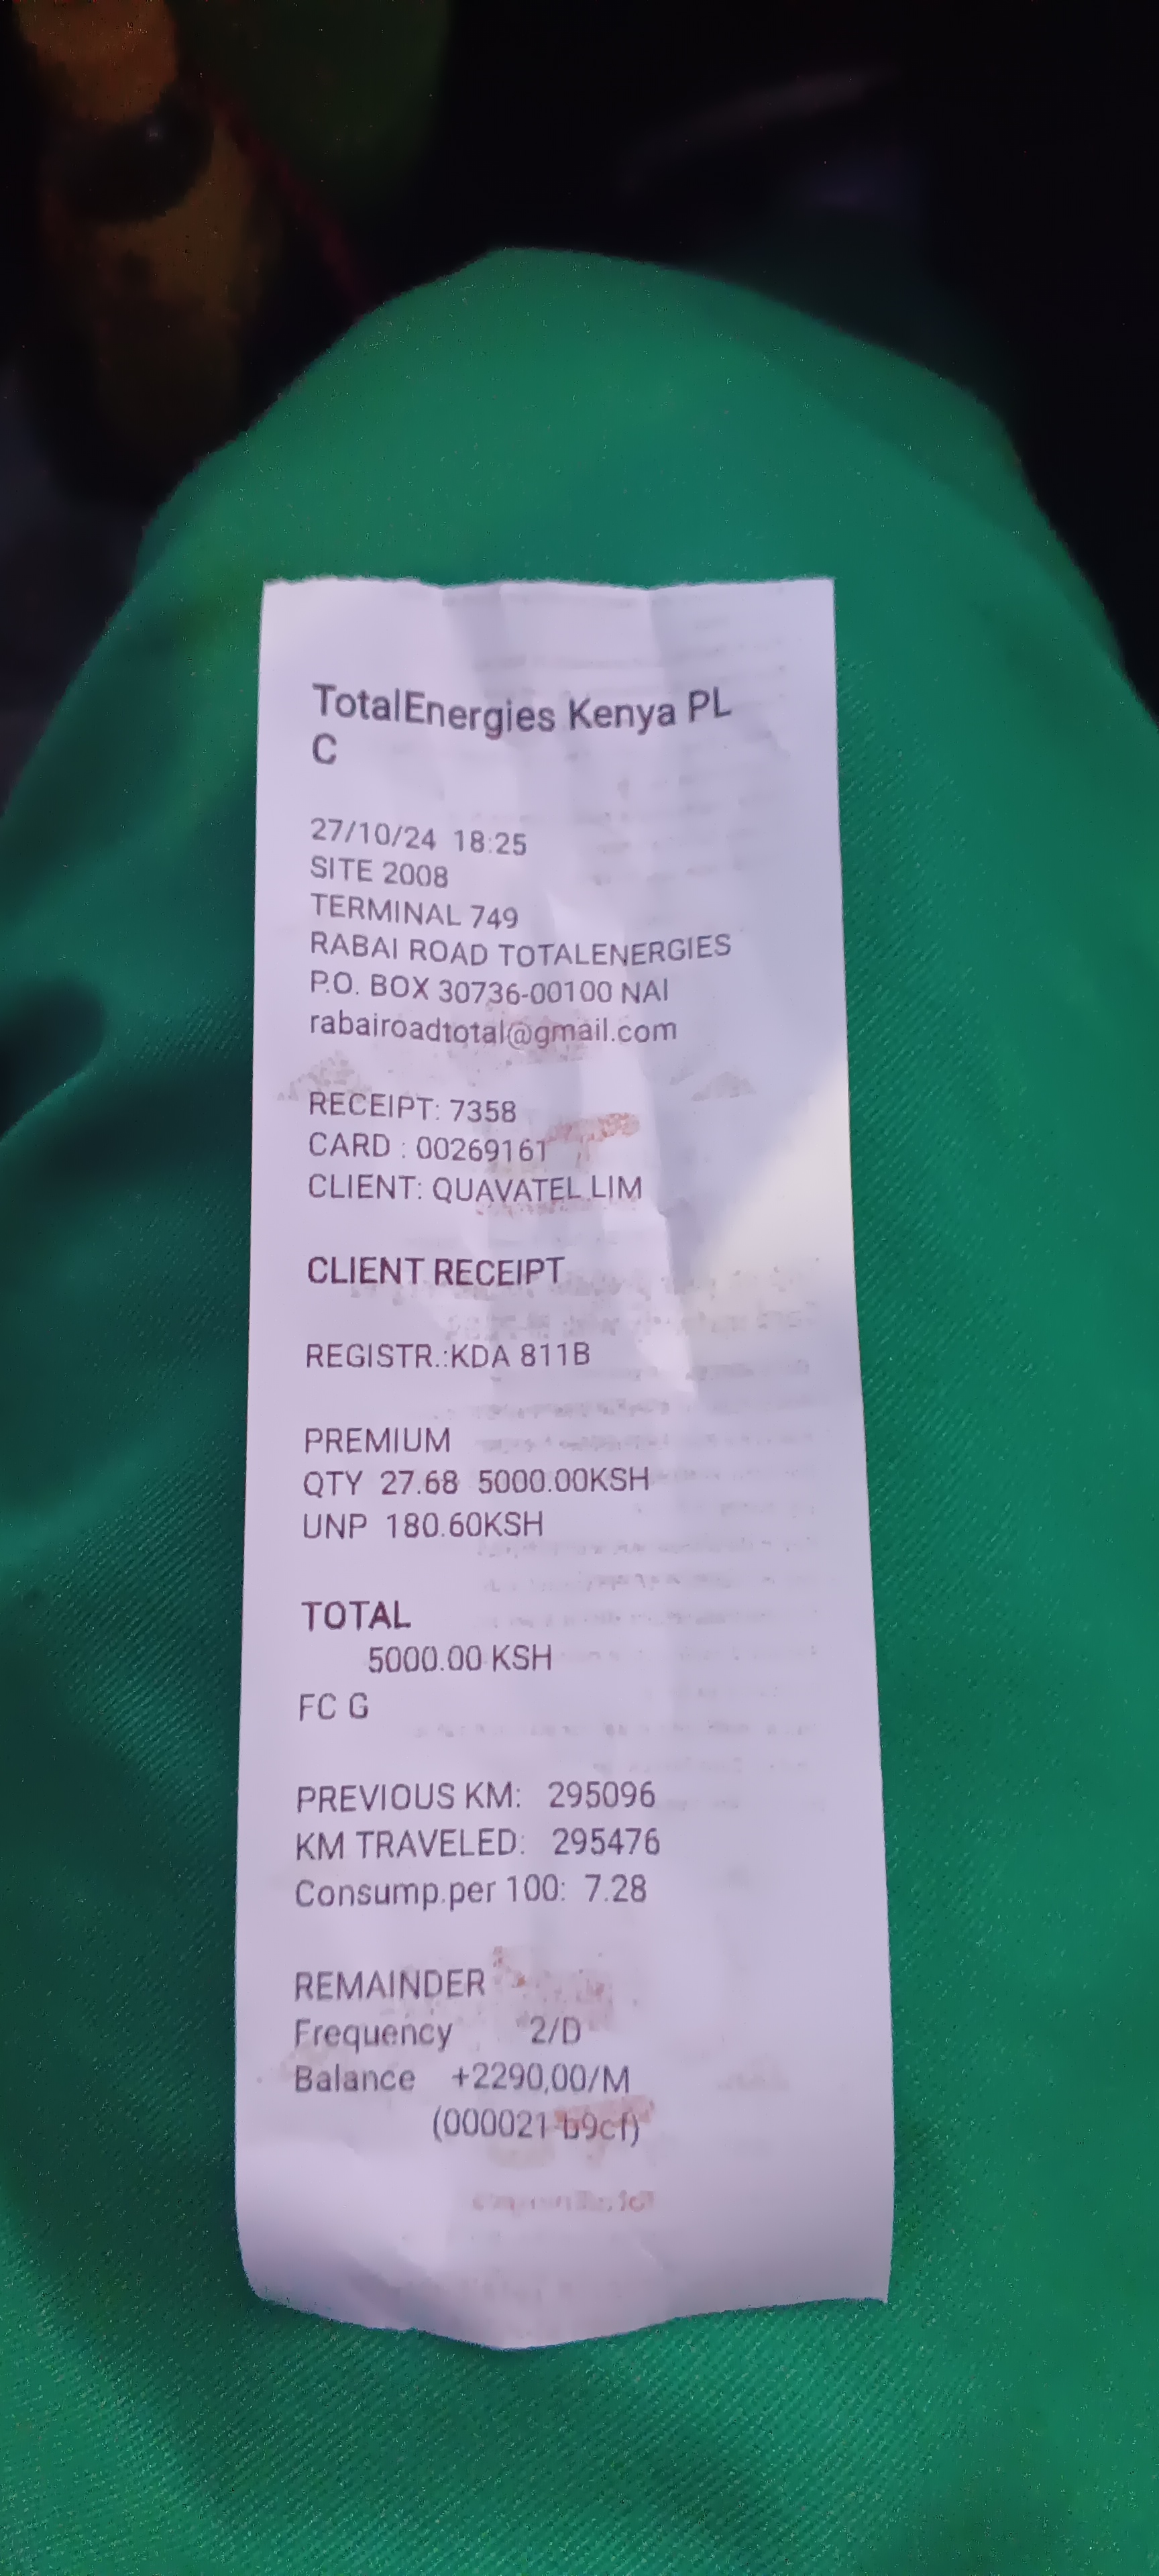 TotalEnergies Kenya PL
C
27/10/24 18:25
SITE 2008
TERMINAL 749
RABAI ROAD TOTALENERGIES
P.O. BOX 30736-00100 NAI
rabairoadtotal@gmail.com
RECEIPT: 7358
CARD : 00269161
CLIENT: QUAVATEL LIM
CLIENT RECEIPT
REGISTR.:KDA 811B
PREMIUM
QTY 27.68 5000.00KSH
UNP 180.60KSH
TOTAL
5000.00 KSH
FC G
PREVIOUS KM: 295096
KM TRAVELED: 295476
Consump.per 100: 7.28
REMAINDER
Frequency 2/D
Balance +2290,00/M
(000021-b9cf)